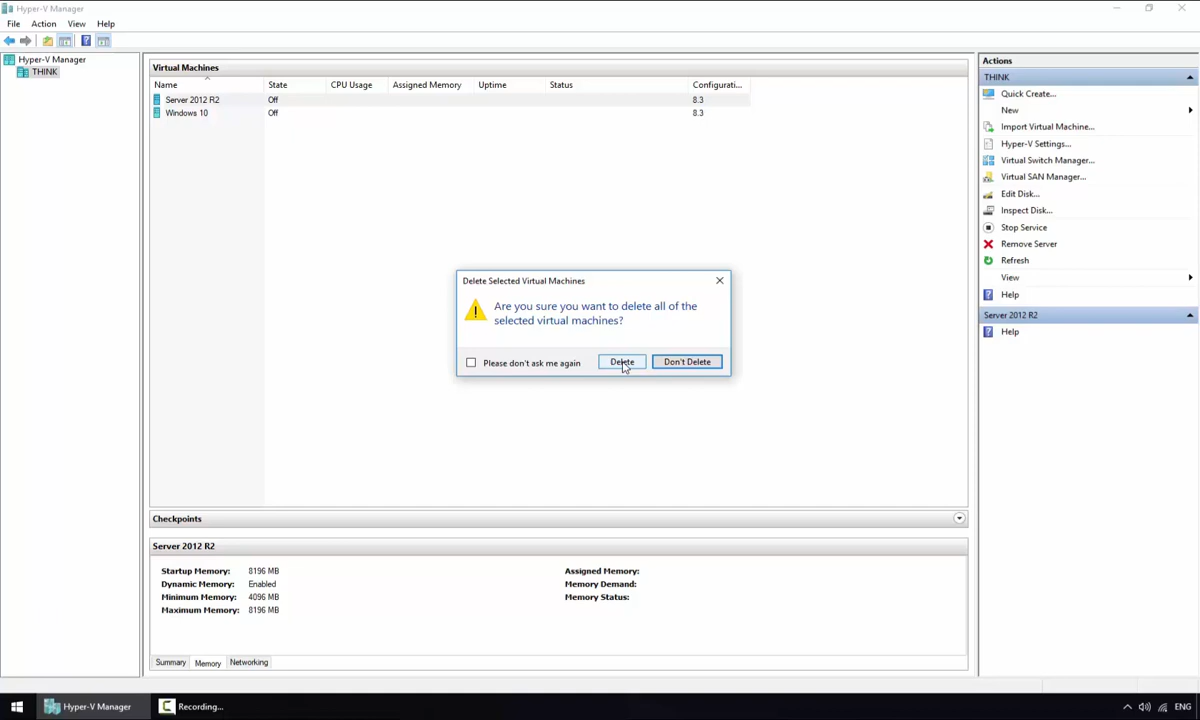 Hyper-V Manager
File Action View Help
Hyper-V Manager
THINK
Virtual Machines
Name State CPU Usage Assigned Memory Uptime Status Configurati...
Server 2012 R2 Off 8.3
Windows 10 Off 8.3
Delete Selected Virtual Machines
Are you sure you want to delete all of the
selected virtual machines?
Please don't ask me again Delete Don't Delete
Checkpoints
Server 2012 R2
Startup Memory: 8196 MB Assigned Memory:
Dynamic Memory: Enabled Memory Demand:
Minimum Memory: 4096 MB Memory Status:
Maximum Memory: 8196 MB
Summary Memory Networking
Actions
THINK
Quick Create...
New
Import Virtual Machine...
Hyper-V Settings...
Virtual Switch Manager...
Virtual SAN Manager...
Edit Disk...
Inspect Disk...
Stop Service
Remove Server
Refresh
View
Help
Server 2012 R2
Help
Hyper-V Manager Recording... ENG